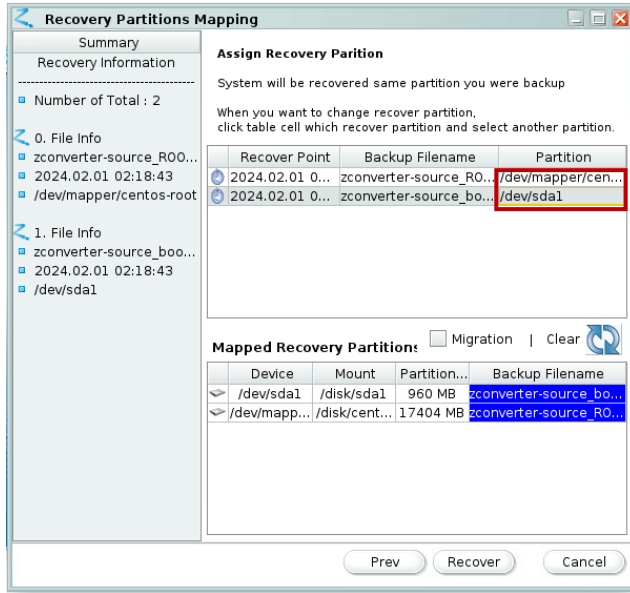 Recovery Partitions Mapping
Summary
Recovery Information
Number of Total : 2
0. File Info
zconverter-source_ROO...
2024.02.01 02:18:43
/dev/mapper/centos-root
1. File Info
zconverter-source_boo...
2024.02.01 02:18:43
/dev/sda1
Assign Recovery Parition
System will be recovered same partition you were backup
When you want to change recover partition,
click table cell which recover partition and select another partition.
Recover Point Backup Filename Partition
2024.02.01 0... zconverter-source_RO... /dev/mapper/cen...
2024.02.01 0... zconverter-source_bo... /dev/sda1
Mapped Recovery Partitions Migration | Clear
Device Mount Partition... Backup Filename
/dev/sda1 /disk/sda1 960 MB zconverter-source_bo...
/dev/mapp... /disk/cent... 17404 MB zconverter-source_RO...
Prev Recover Cancel